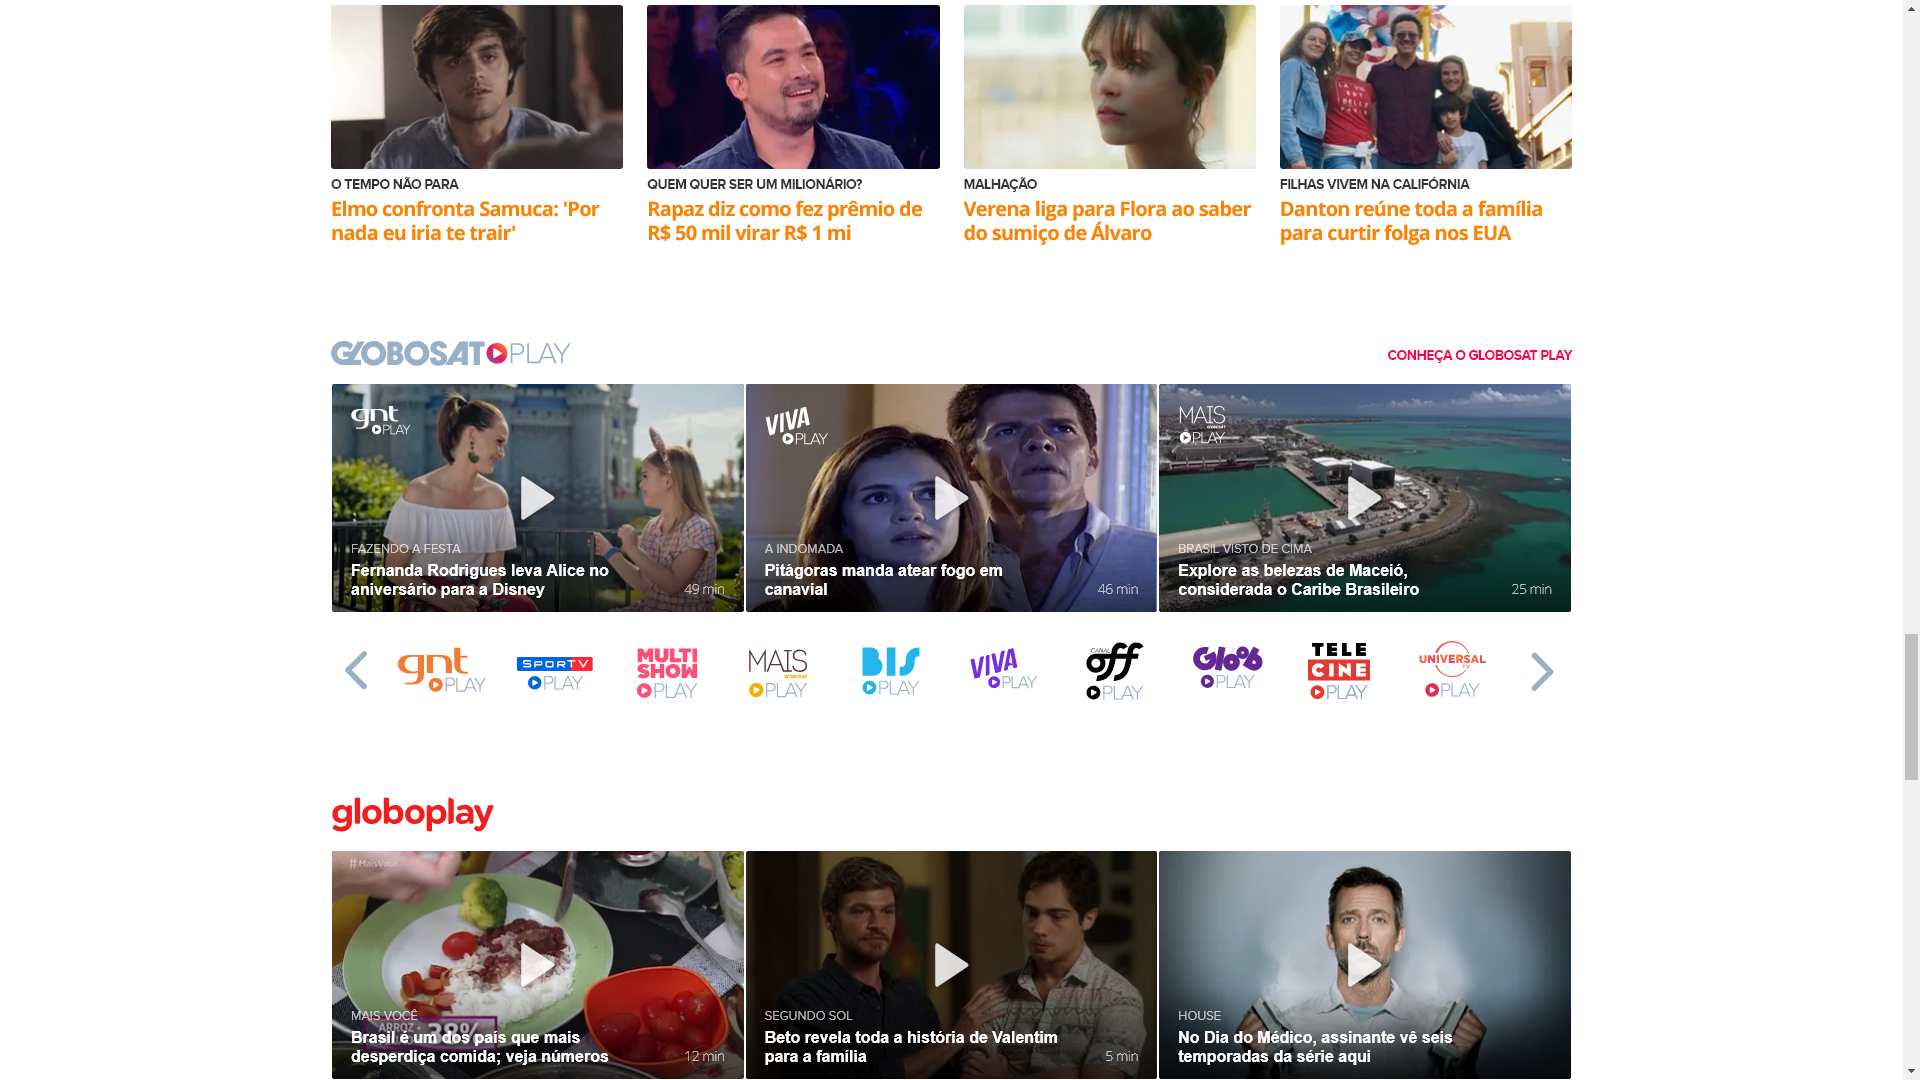 O TEMPO NÃO PARA
Elmo confronta Samuca: 'Por
nada eu iria te trair'
QUEM QUER SER UM MILIONÁRIO?
Rapaz diz como fez prêmio de
R$ 50 mil virar R$ 1 mi
MALHAÇÃO
Verena liga para Flora ao saber
do sumiço de Álvaro
FILHAS VIVEM NA CALIFÓRNIA
Danton reúne toda a família
para curtir folga nos EUA
GLOBOSAT PLAY
CONHEÇA O GLOBOSAT PLAY
gnt
PLAY
FAZENDO A FESTA
Fernanda Rodrigues leva Alice no
aniversário para a Disney
49 min
VIVA
PLAY
A INDOMADA
Pitágoras manda atear fogo em
canavial
46 min
MAIS
GLOBOSAT
PLAY
BRASIL VISTO DE CIMA
Explore as belezas de Maceió,
considerada o Caribe Brasileiro
25 min
gnt
PLAY
SPORTV
PLAY
MULTI
SHOW
PLAY
MAIS
GLOBOSAT
PLAY
BIS
PLAY
VIVA
PLAY
CANAL
off
PLAY
Gloob
PLAY
TELE
CINE
PLAY
UNIVERSAL
TV
PLAY
globoplay
#MaisVocê
ARROZ • 38%
MAIS VOCÊ
Brasil é um dos país que mais
desperdiça comida; veja números
12 min
SEGUNDO SOL
Beto revela toda a história de Valentim
para a família
5 min
HOUSE
No Dia do Médico, assinante vê seis
temporadas da série aqui